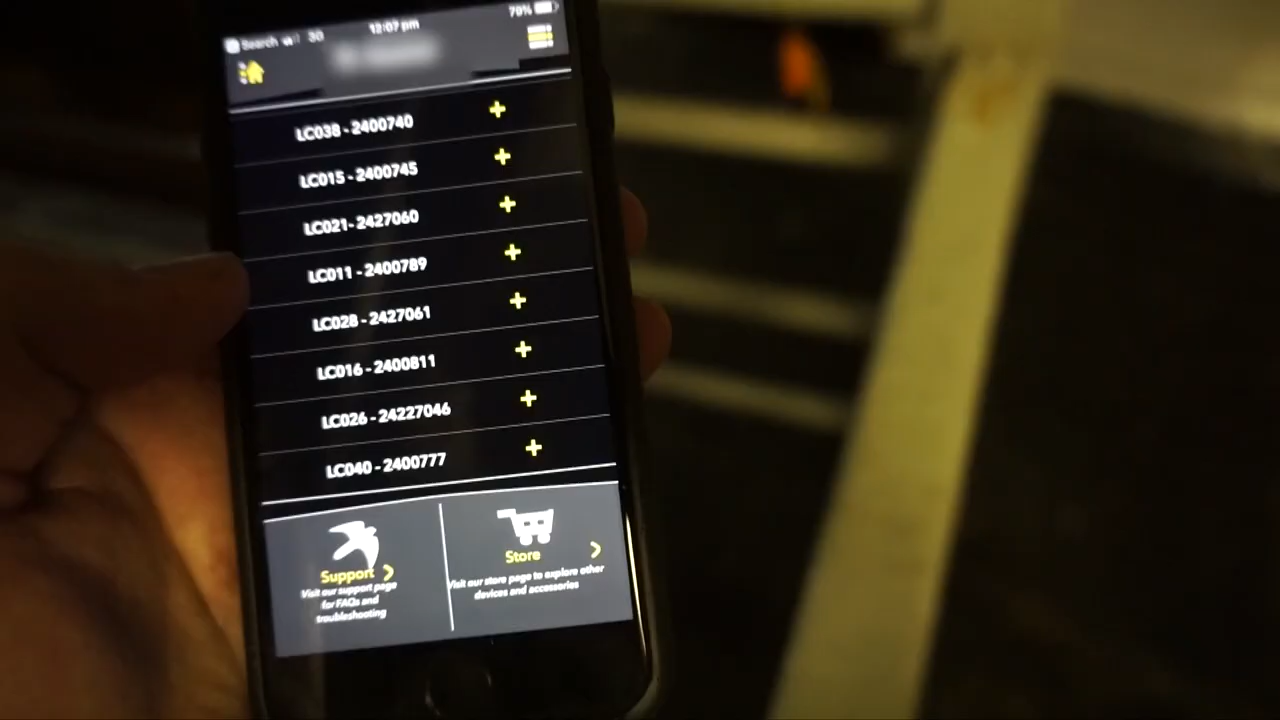 Search 3G 12:07 pm 79%
LC038 - 2400740
LC015 - 2400745
LC021- 2427060
LC011 - 2400789
LC028 - 2427061
LC016 - 2400811
LC026 - 24227046
LC040 - 2400777
Support
Visit our support page
for FAQs and
troubleshooting
Store
Visit our store page to explore other
devices and accessories